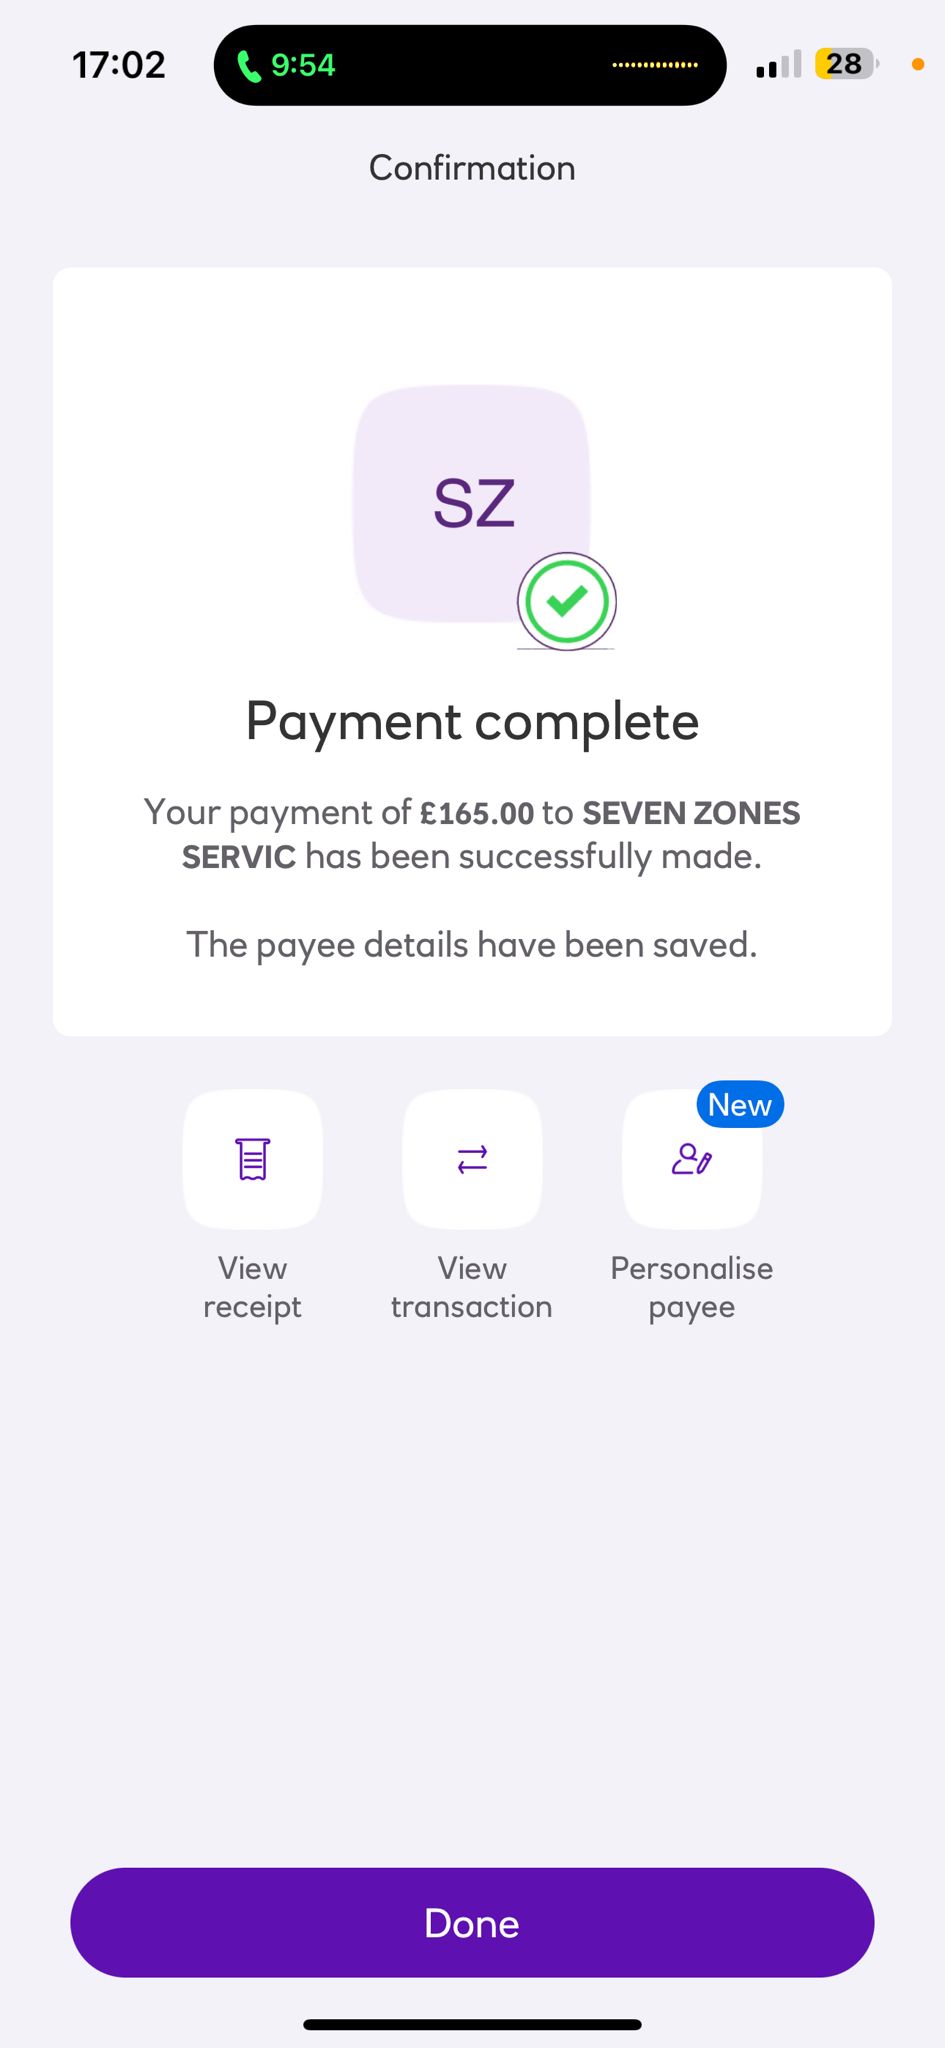 17:02
9:54
28
Confirmation
SZ
Payment complete
Your payment of £165.00 to SEVEN ZONES
SERVIC has been successfully made.
The payee details have been saved.
New
View
receipt
View
transaction
Personalise
payee
Done